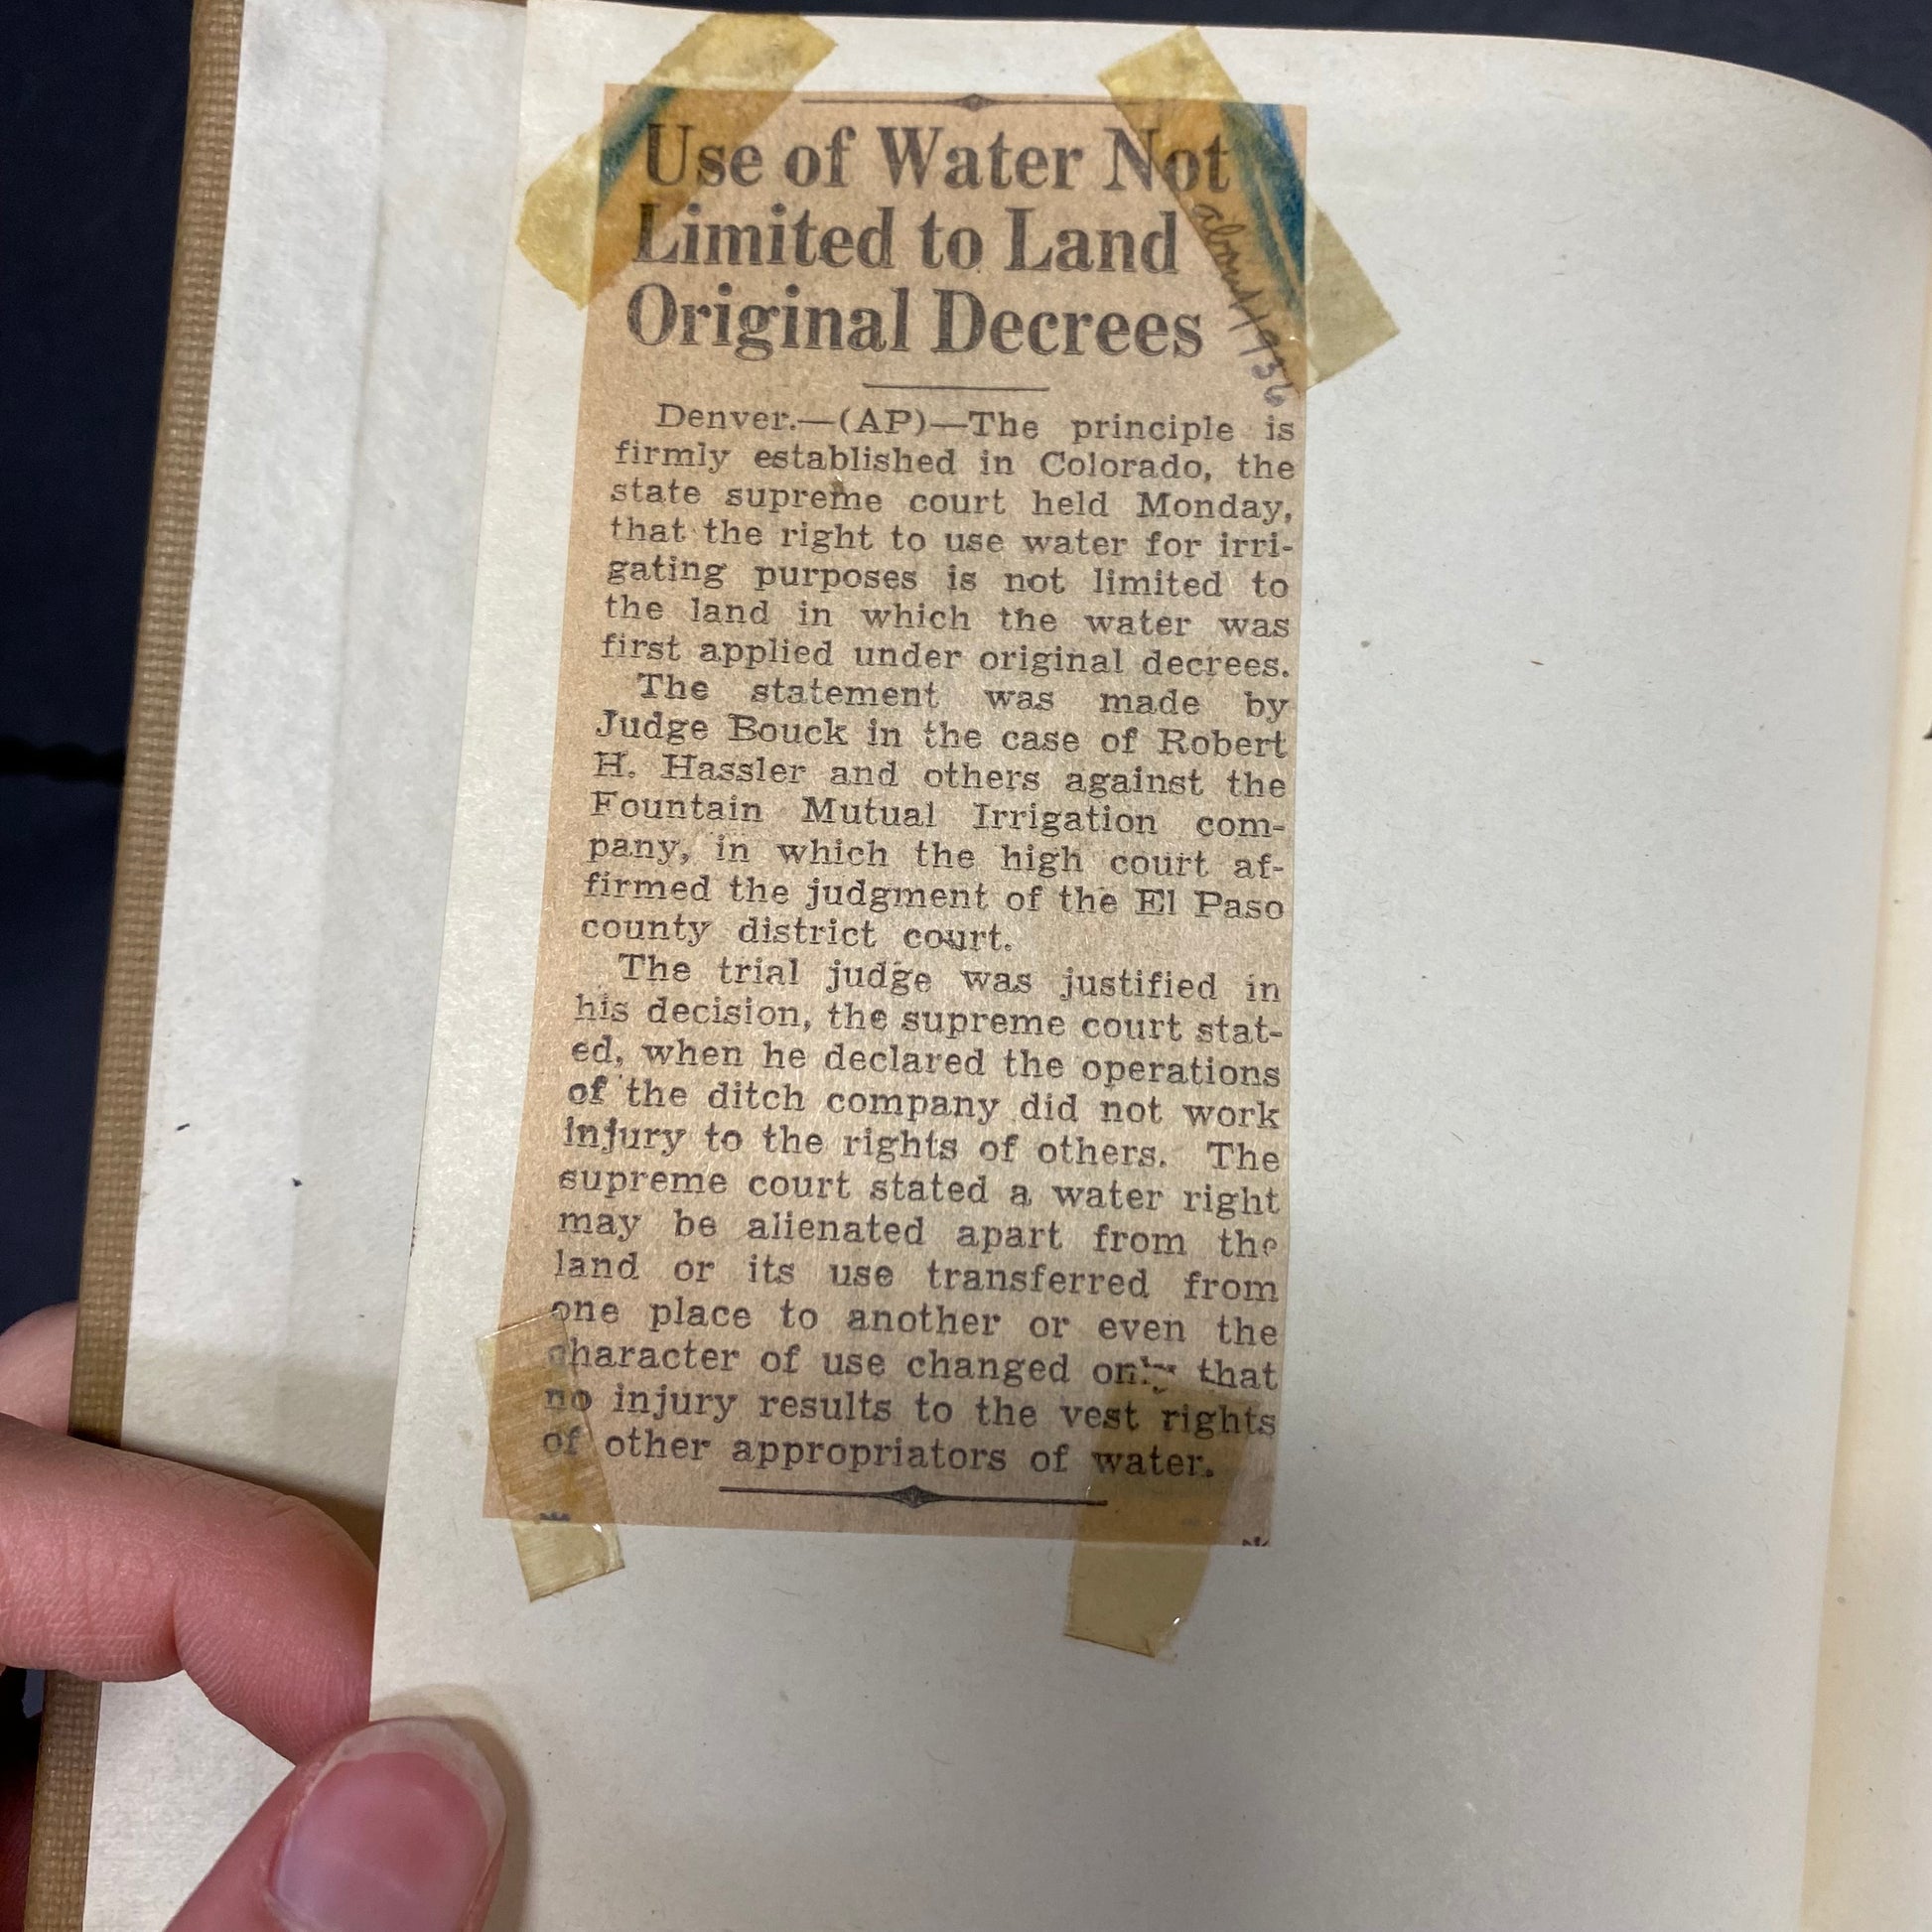 Use of Water Not
Limited to Land
Original Decrees
about 1936
Denver.—(AP)—The principle is
firmly established in Colorado, the
state supreme court held Monday,
that the right to use water for irri-
gating purposes is not limited to
the land in which the water was
first applied under original decrees.
The statement was made by
Judge Bouck in the case of Robert
H. Hassler and others against the
Fountain Mutual Irrigation com-
pany, in which the high court af-
firmed the judgment of the El Paso
county district court.
The trial judge was justified in
his decision, the supreme court stat-
ed, when he declared the operations
of the ditch company did not work
injury to the rights of others. The
supreme court stated a water right
may be alienated apart from the
land or its use transferred from
one place to another or even the
character of use changed only that
no injury results to the vest rights
of other appropriators of water.